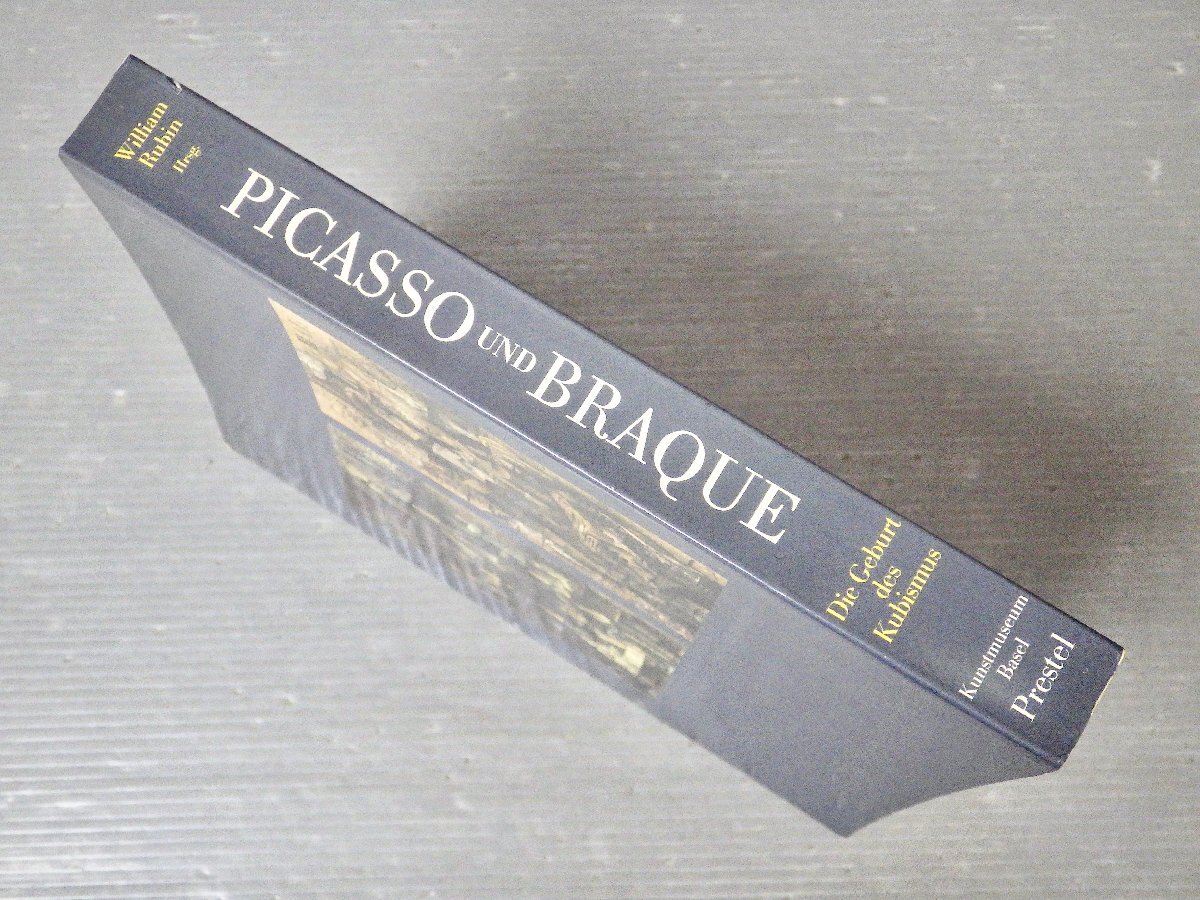 William
Rubin
Hrsg.
PICASSO UND BRAQUE
Die Geburt
des
Kubismus
Kunstmuseum
Basel
Prestel